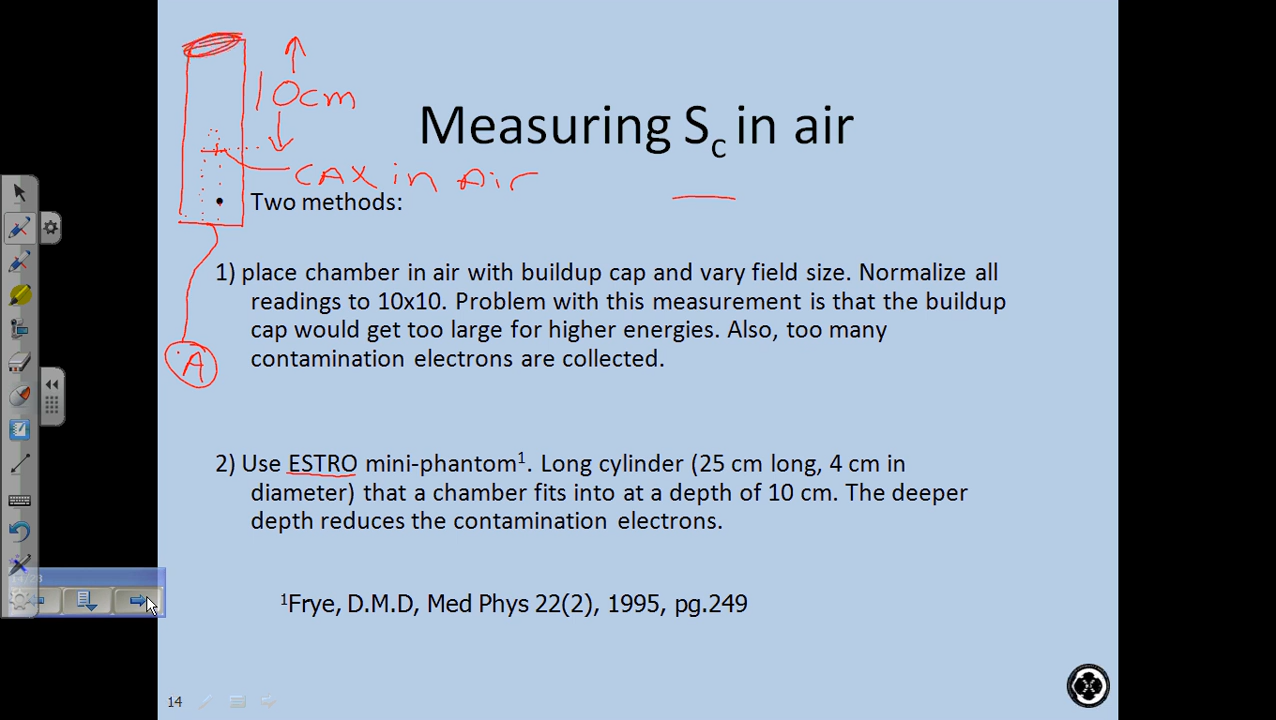 10cm
Measuring Sc in air
CAX in Air
• Two methods:
1) place chamber in air with buildup cap and vary field size. Normalize all
readings to 10x10. Problem with this measurement is that the buildup
cap would get too large for higher energies. Also, too many
contamination electrons are collected.
A
2) Use ESTRO mini-phantom¹. Long cylinder (25 cm long, 4 cm in
diameter) that a chamber fits into at a depth of 10 cm. The deeper
depth reduces the contamination electrons.
¹Frye, D.M.D, Med Phys 22(2), 1995, pg.249
14